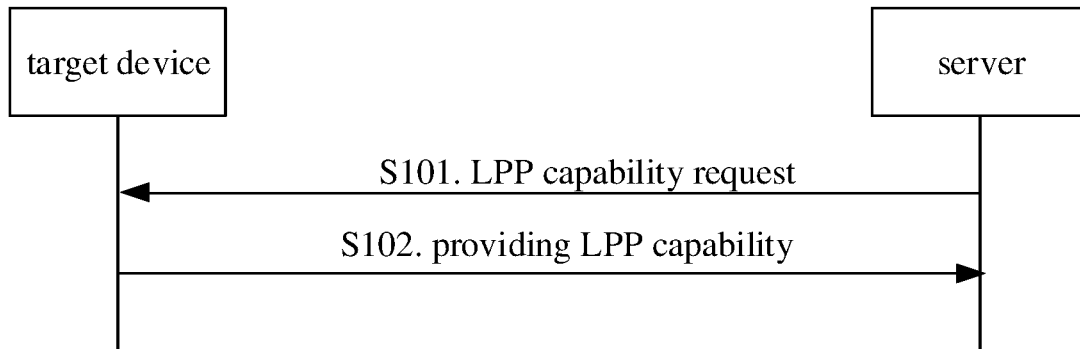 target device
server
S101. LPP capability request
S102. providing LPP capability